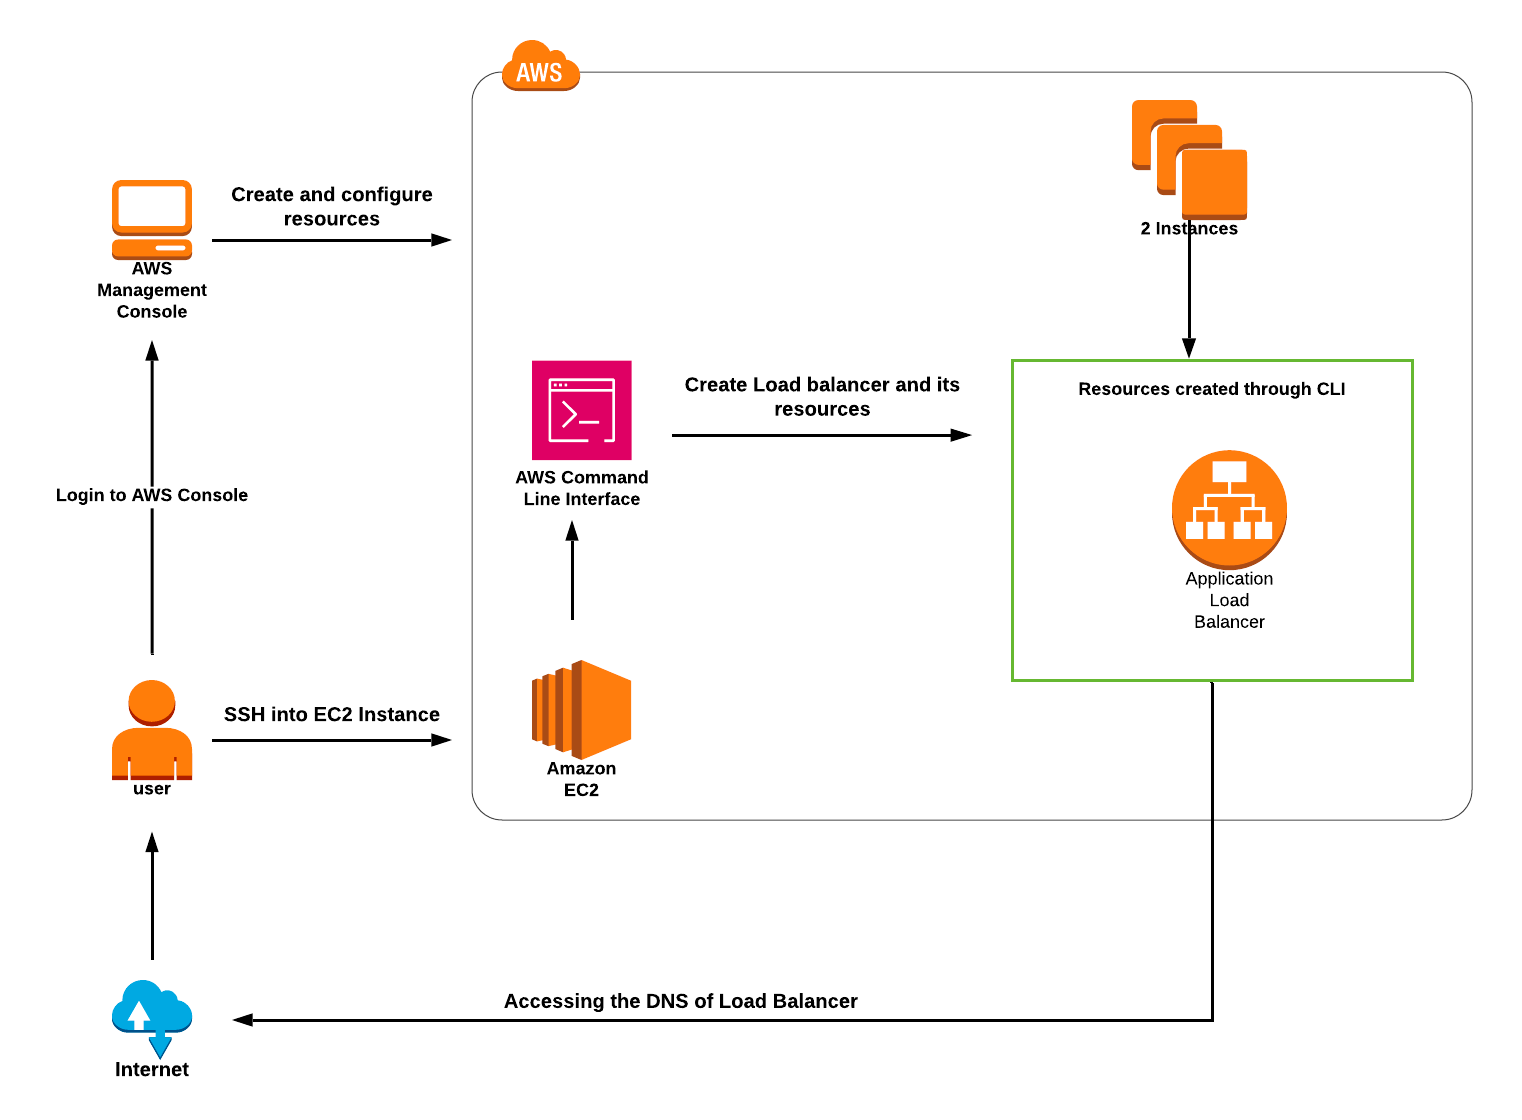 AWS
Create and configure
resources
AWS
Management
Console
2 Instances
Create Load balancer and its
resources
Resources created through CLI
AWS Command
Line Interface
Login to AWS Console
Application
Load
Balancer
SSH into EC2 Instance
Amazon
EC2
user
Accessing the DNS of Load Balancer
Internet